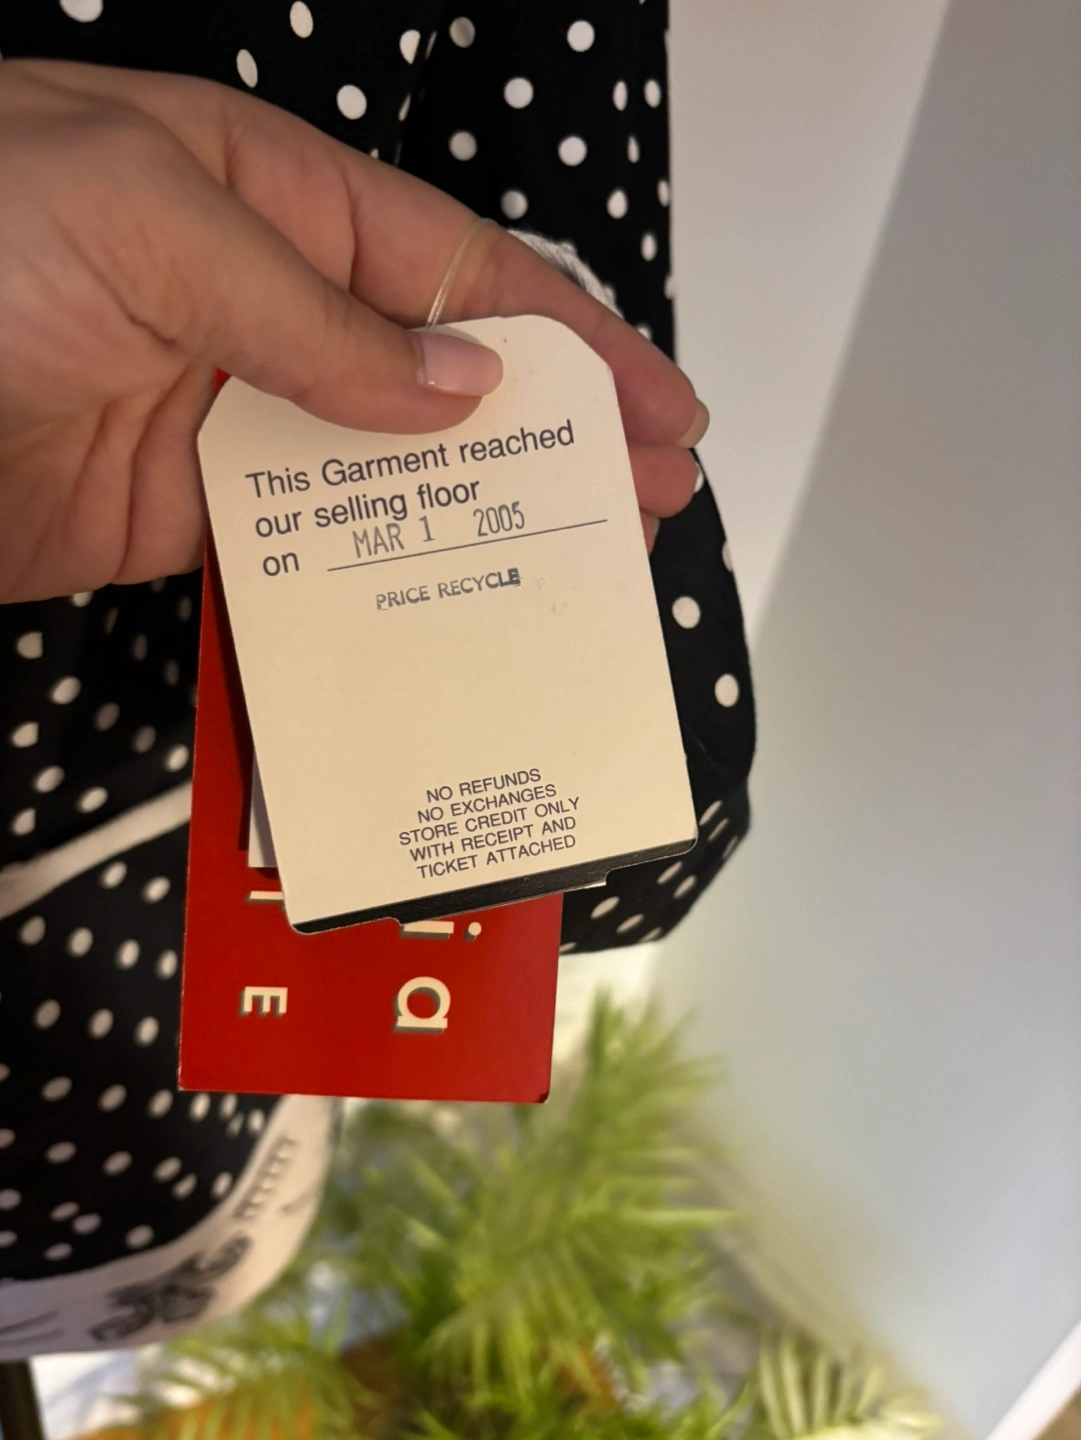 This Garment reached
our selling floor
on MAR 1 2005
PRICE RECYCLE
NO REFUNDS
NO EXCHANGES
STORE CREDIT ONLY
WITH RECEIPT AND
TICKET ATTACHED
ia
E